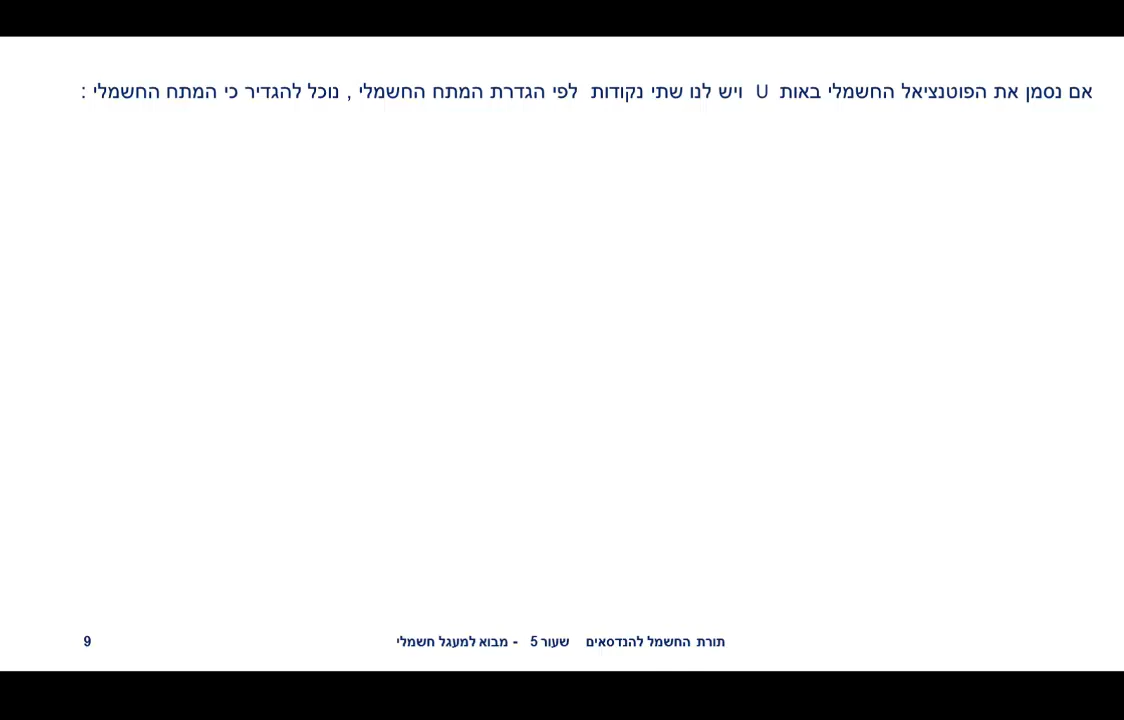 אם נסמן את הפוטנציאל החשמלי באות U ויש לנו שתי נקודות לפי הגדרת המתח החשמלי , נוכל להגדיר כי המתח החשמלי :
תורת החשמל להנדסאים שעור 5 - מבוא למעגל חשמלי 9